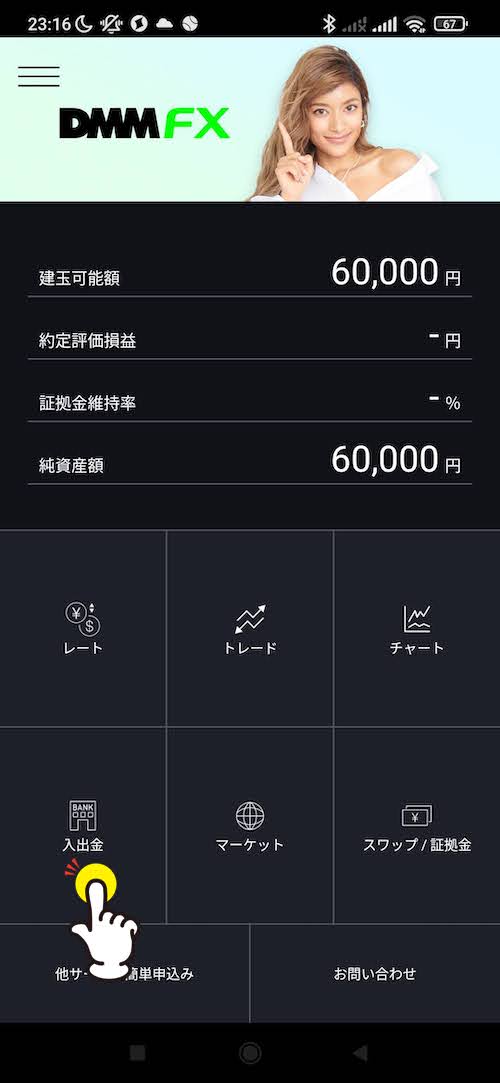 23:16 67
DMM FX
建玉可能額 60,000 円
約定評価損益 - 円
証拠金維持率 - %
純資産額 60,000 円
¥ $ ¥
レート トレード チャート
BANK
入出金 マーケット スワップ / 証拠金
他サー 簡単申込み お問い合わせ